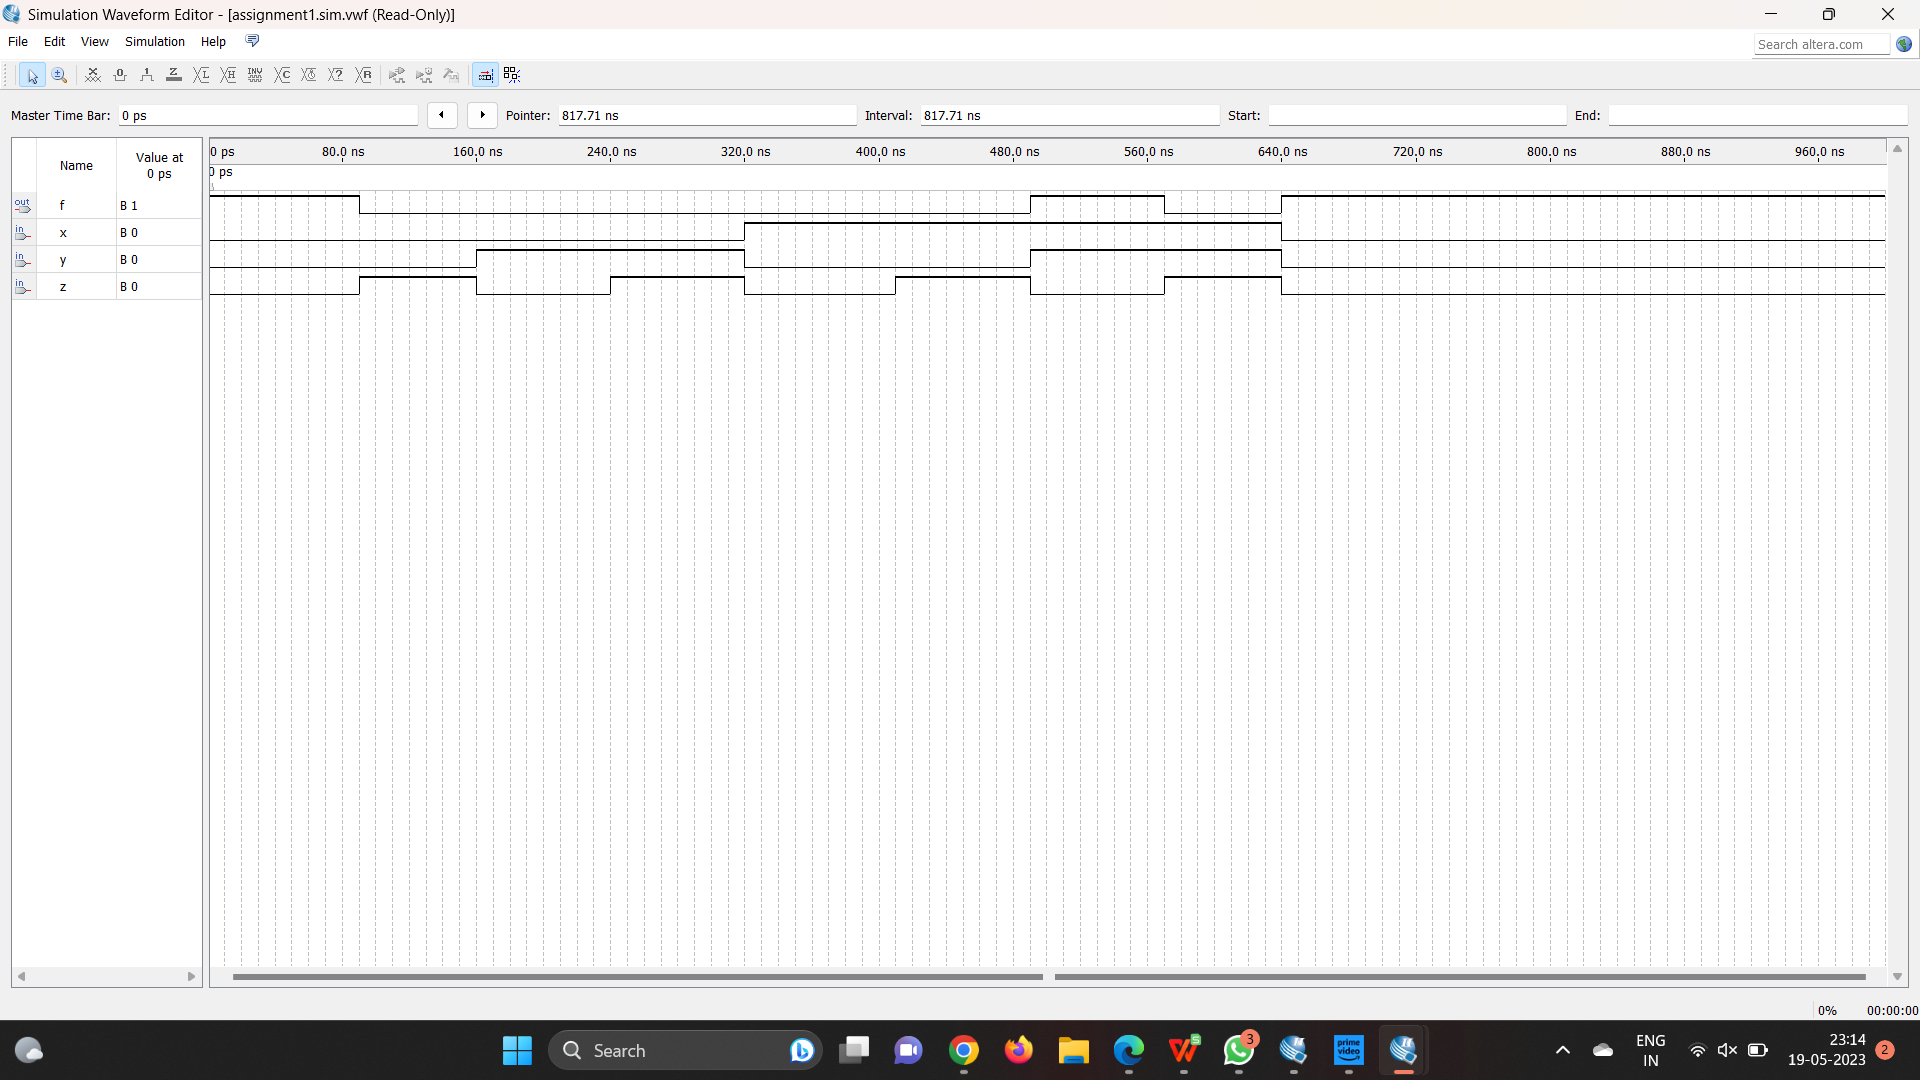 Simulation Waveform Editor - [assignment1.sim.vwf (Read-Only)]
File Edit View Simulation Help
Search altera.com
Master Time Bar: 0 ps Pointer: 817.71 ns Interval: 817.71 ns Start: End:
Name Value at 0 ps
0 ps 80.0 ns 160.0 ns 240.0 ns 320.0 ns 400.0 ns 480.0 ns 560.0 ns 640.0 ns 720.0 ns 800.0 ns 880.0 ns 960.0 ns
0 ps
out f B 1
in x B 0
in y B 0
in z B 0
0% 00:00:00
Search
prime video
3
ENG
IN
23:14
19-05-2023
2